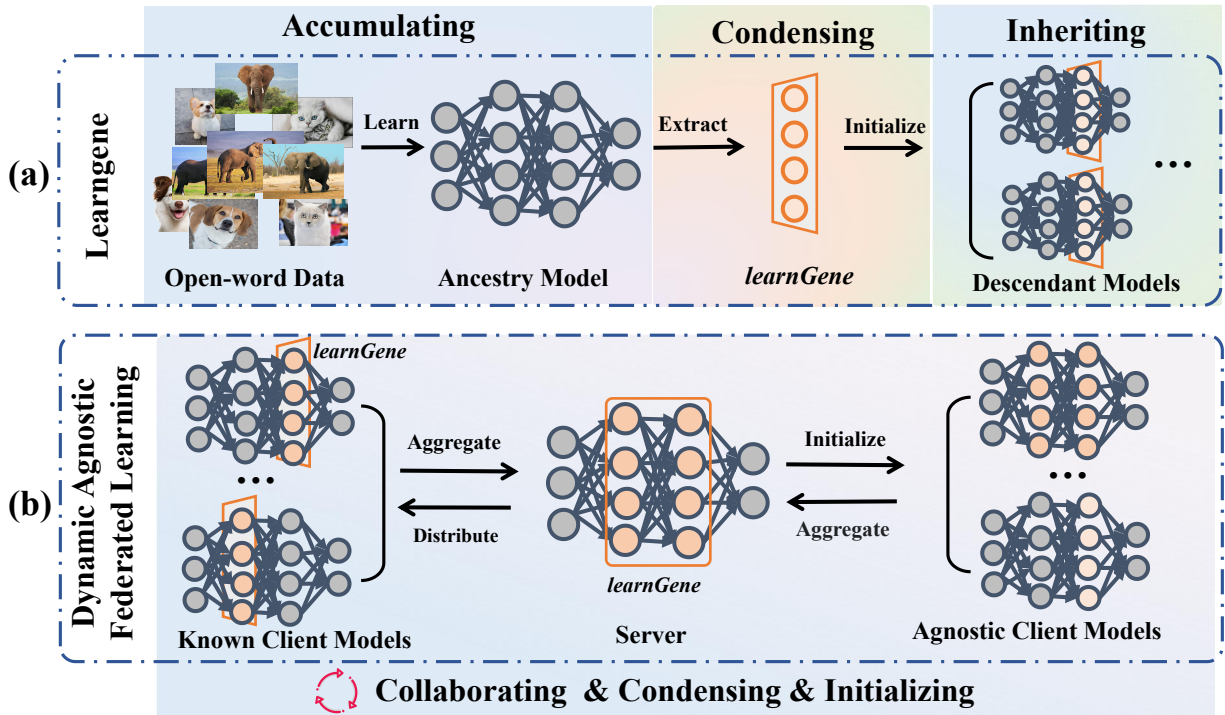 Accumulating
Condensing
Inheriting
(a)
Learngene
Learn
Extract
Initialize
...
Open-word Data
Ancestry Model
learnGene
Descendant Models
(b)
Dynamic Agnostic
Federated Learning
learnGene
...
Aggregate
Distribute
Initialize
Aggregate
...
learnGene
Known Client Models
Server
Agnostic Client Models
Collaborating & Condensing & Initializing